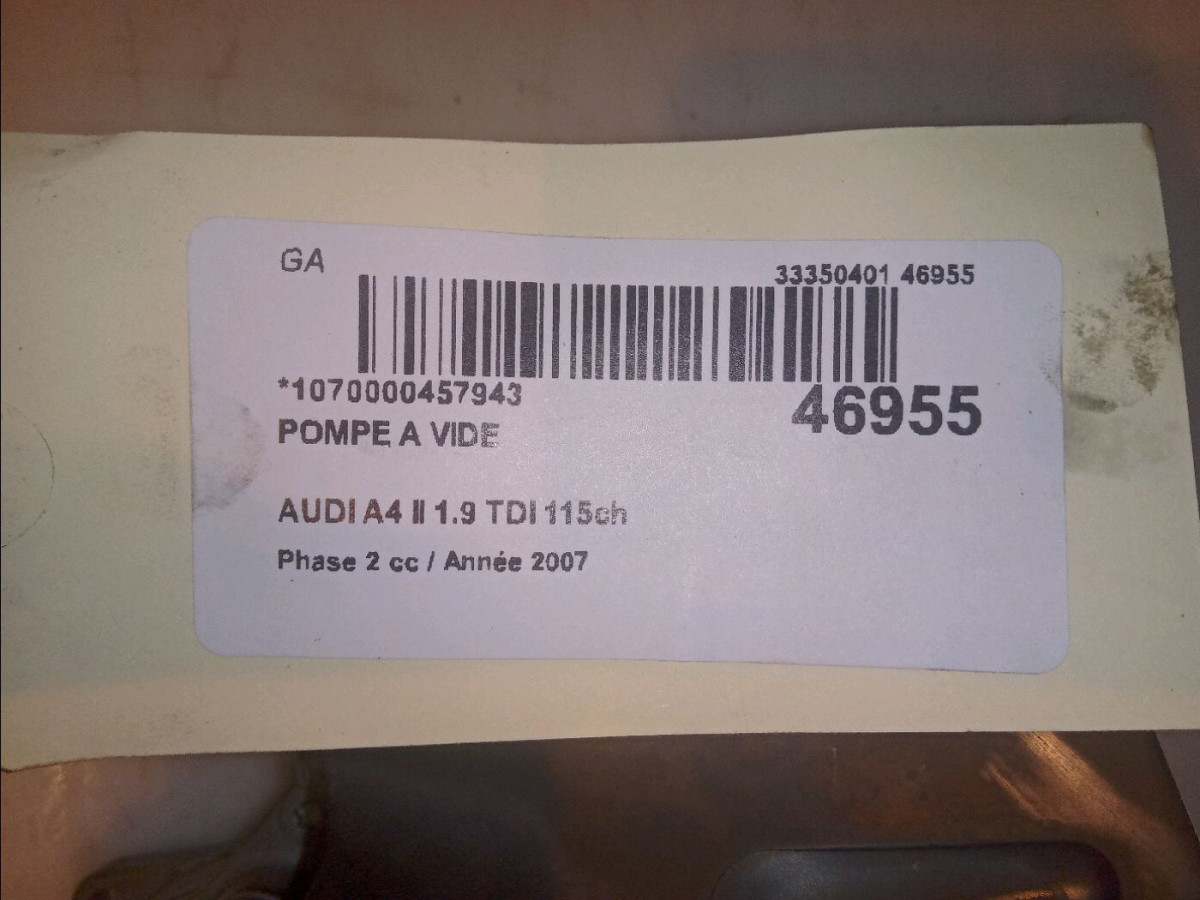 GA
33350401 46955
*1070000457943
46955
POMPE A VIDE
AUDI A4 II 1.9 TDI 115ch
Phase 2 cc / Année 2007